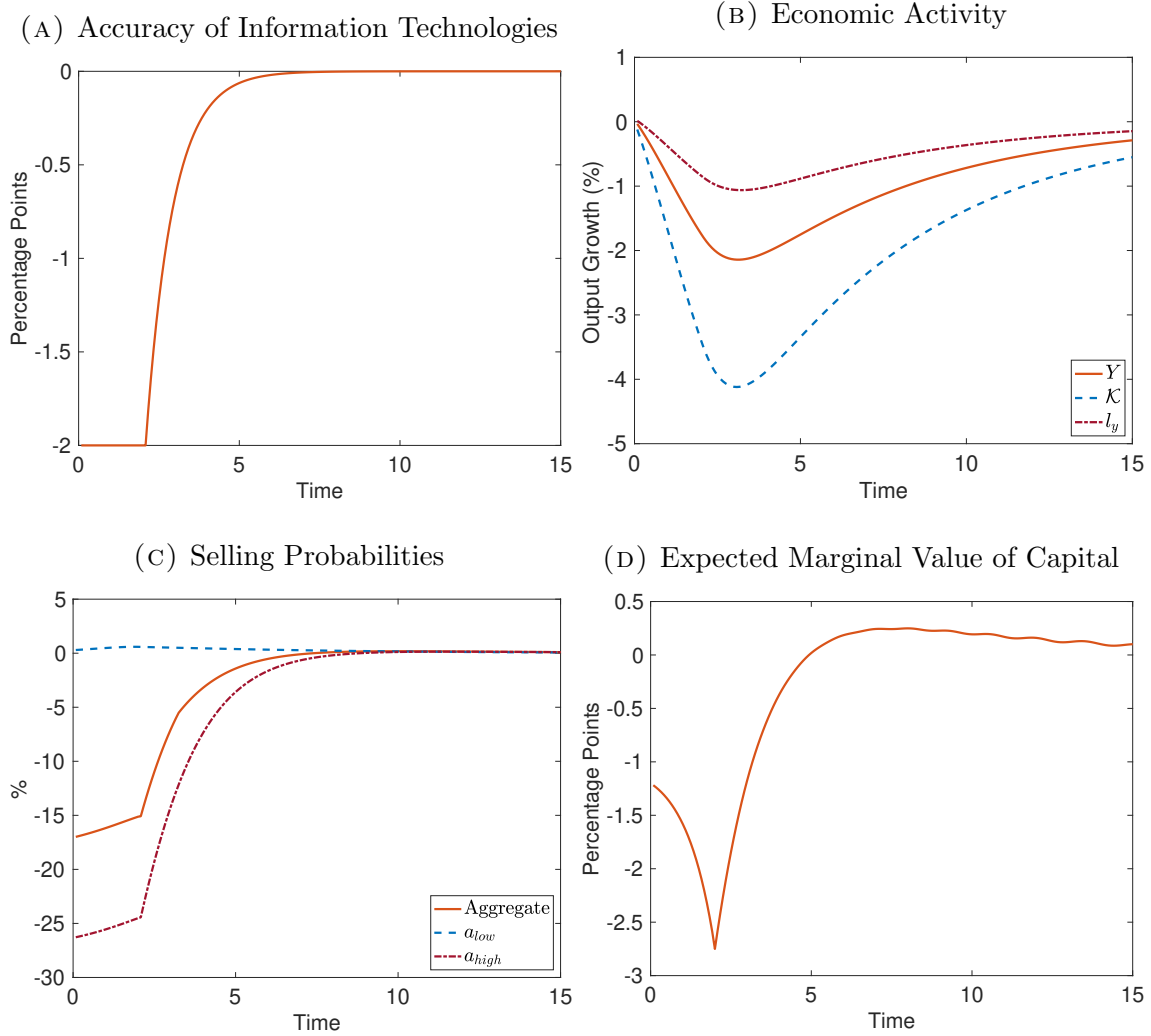 (A) Accuracy of Information Technologies
0
-0.5
-1
-1.5
-2
Percentage Points
0 5 10 15
Time
(B) Economic Activity
1
0
-1
-2
-3
-4
-5
Output Growth (%)
Y
𝒦
l_y
0 5 10 15
Time
(C) Selling Probabilities
5
0
-5
-10
-15
-20
-25
-30
%
Aggregate
a_low
a_high
0 5 10 15
Time
(D) Expected Marginal Value of Capital
0.5
0
-0.5
-1
-1.5
-2
-2.5
-3
Percentage Points
0 5 10 15
Time